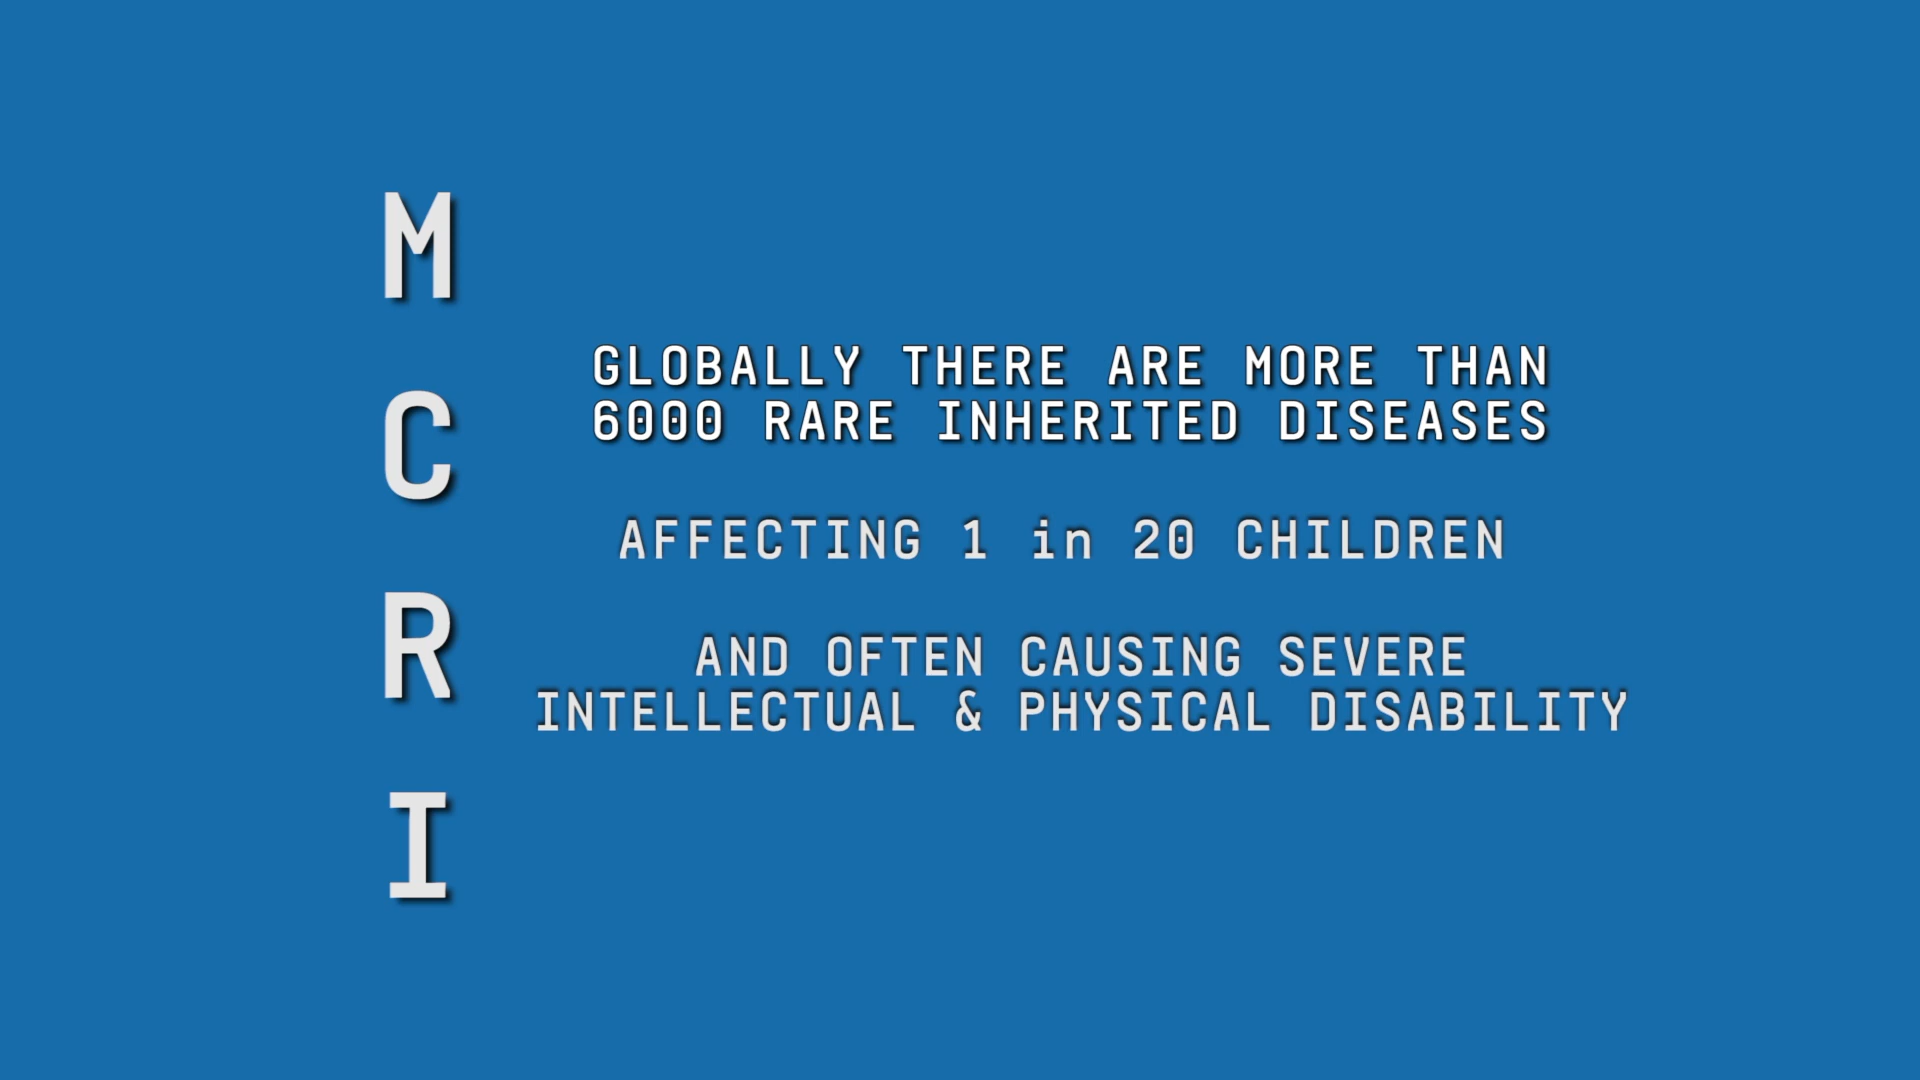 M
C
R
I
GLOBALLY THERE ARE MORE THAN
6000 RARE INHERITED DISEASES
AFFECTING 1 in 20 CHILDREN
AND OFTEN CAUSING SEVERE
INTELLECTUAL & PHYSICAL DISABILITY